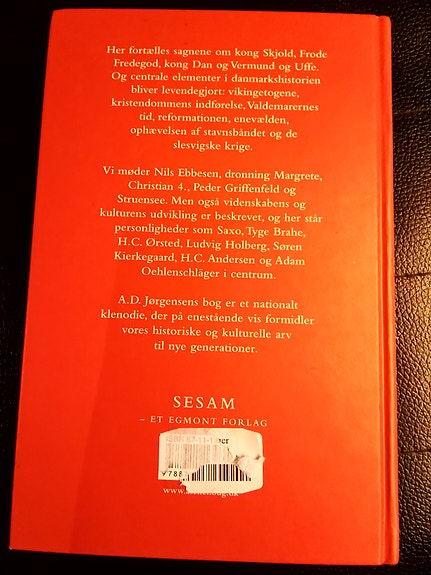 Her fortælles sagnene om kong Skjold, Frode
Fredegod, kong Dan og Vermund og Uffe.
Og centrale elementer i danmarkshistorien
bliver levendegjort: vikingetogene,
kristendommens indførelse, Valdemarernes
tid, reformationen, enevælden,
ophævelsen af stavnsbåndet og de
slesvigske krige.
Vi møder Nils Ebbesen, dronning Margrete,
Christian 4., Peder Griffenfeld og
Struensee. Men også videnskabens og
kulturens udvikling er beskrevet, og her står
personligheder som Saxo, Tyge Brahe,
H.C. Ørsted, Ludvig Holberg, Søren
Kierkegaard, H.C. Andersen og Adam
Oehlenschläger i centrum.
A.D. Jørgensens bog er et nationalt
klenodie, der på enestående vis formidler
vores historiske og kulturelle arv
til nye generationer.
SESAM
– ET EGMONT FORLAG
9788